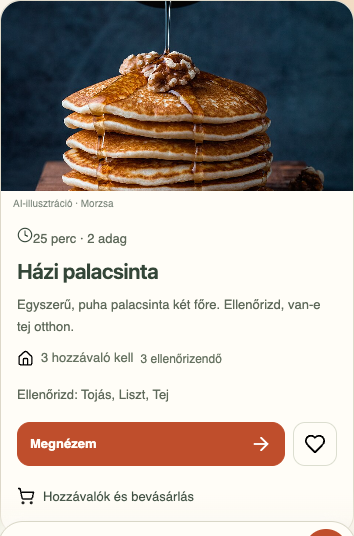 AI-illusztráció · Morzsa
25 perc · 2 adag
Házi palacsinta
Egyszerű, puha palacsinta két főre. Ellenőrizd, van-e
tej otthon.
3 hozzávaló kell 3 ellenőrizendő
Ellenőrizd: Tojás, Liszt, Tej
Megnézem
Hozzávalók és bevásárlás